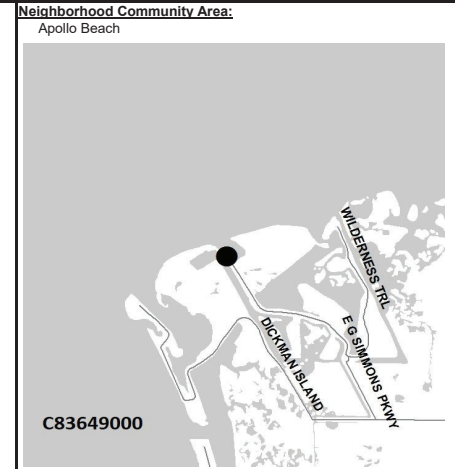 Neighborhood Community Area:
Apollo Beach
WILDERNESS TRL
DICKMAN ISLAND
E G SIMMONS PKWY
C83649000